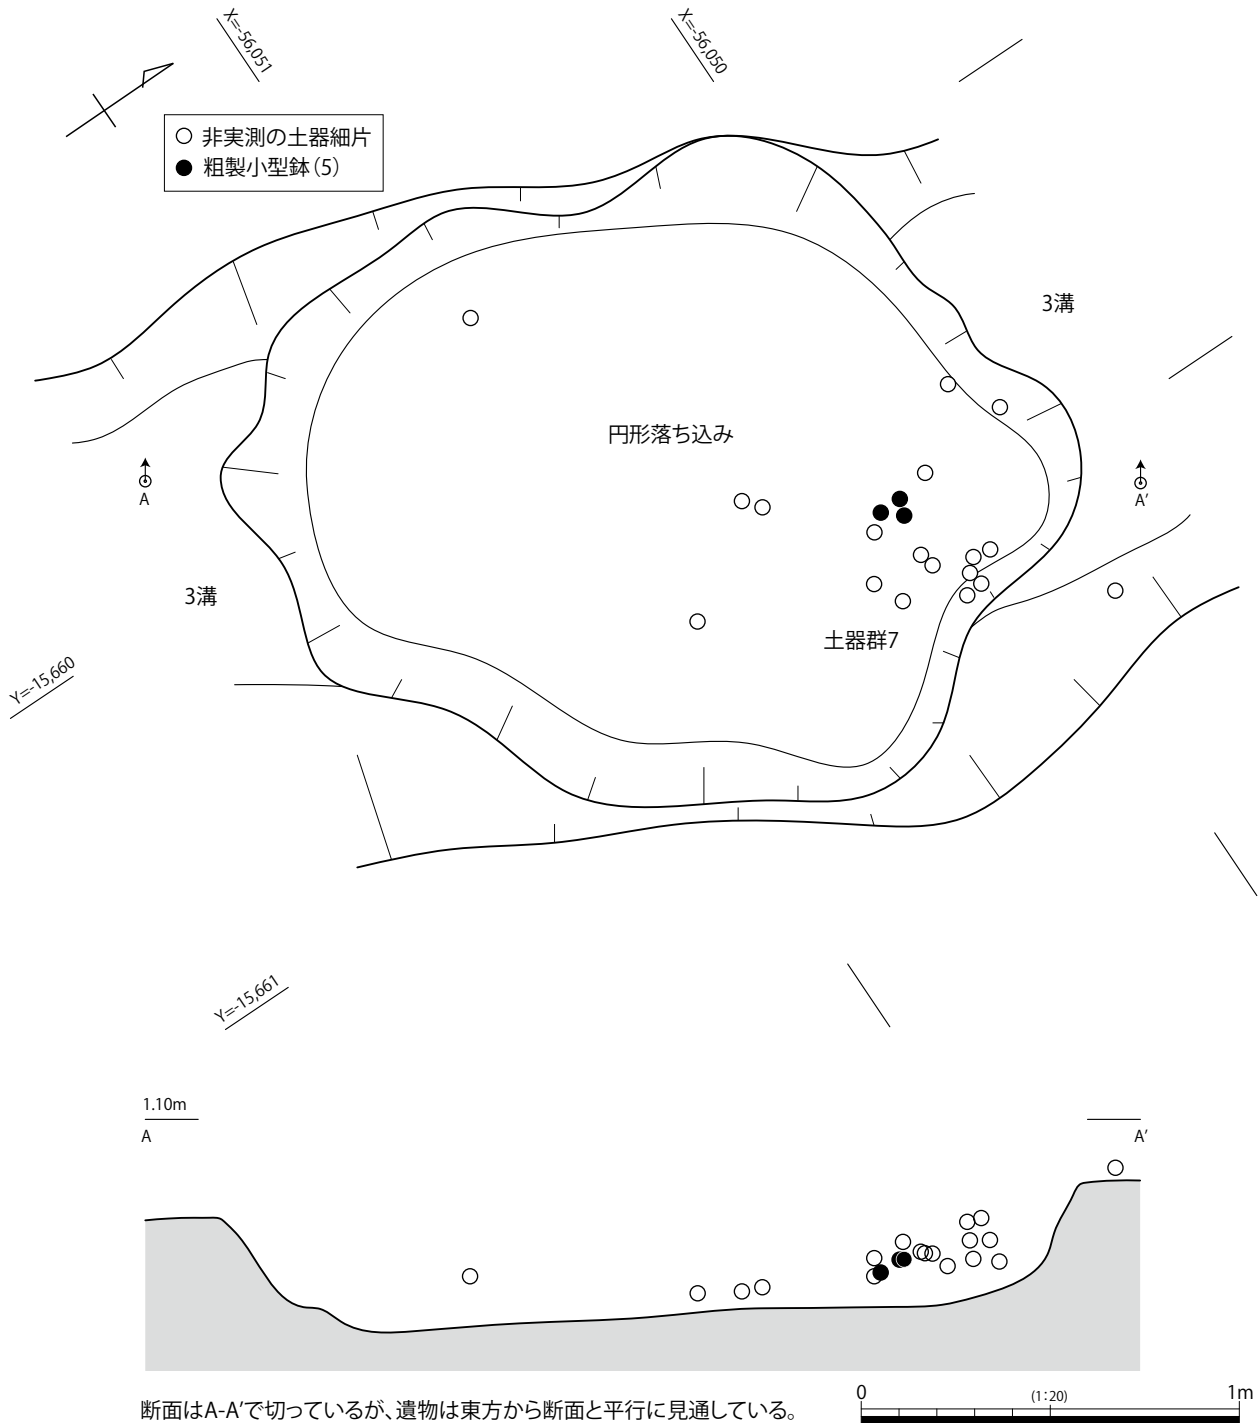 X=-56,051
X=-56,050
○ 非実測の土器細片
● 粗製小型鉢(5)
3溝
円形落ち込み
A
A′
3溝
土器群7
Y=-15,660
Y=-15,661
1.10m
A
A′
0 (1:20) 1m
断面はA-A′で切っているが、遺物は東方から断面と平行に見通している。